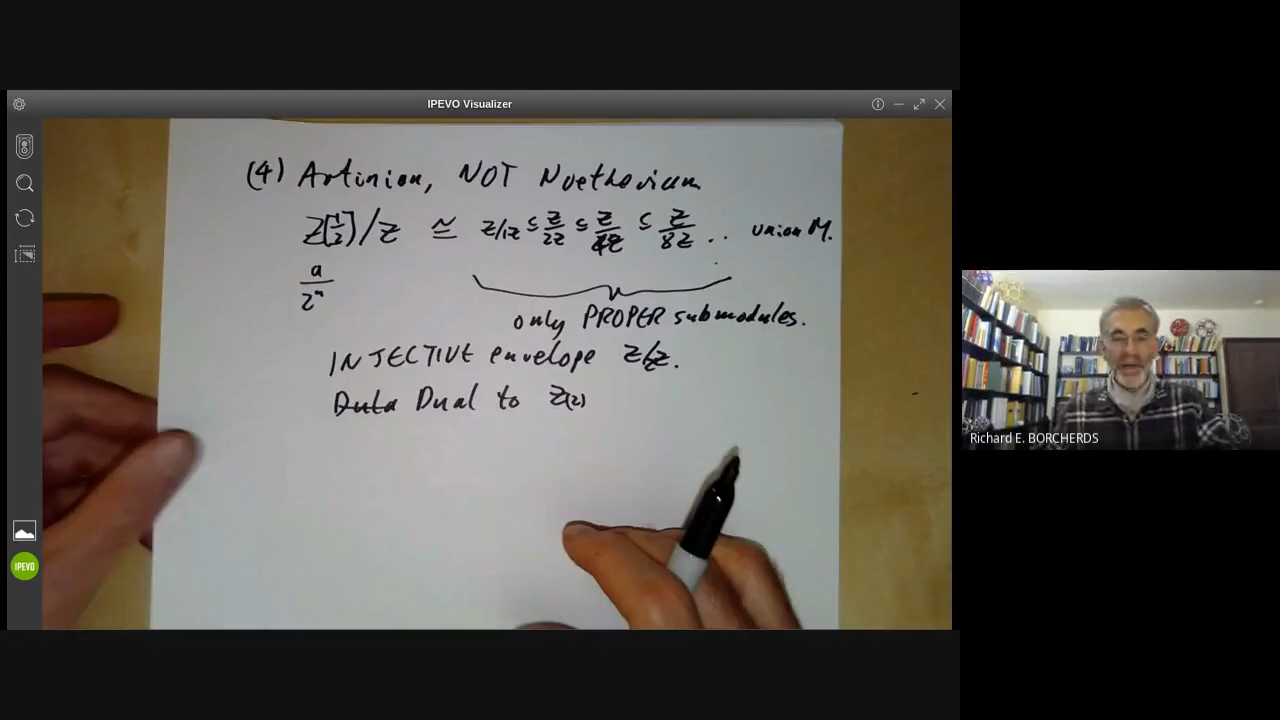 IPEVO Visualizer
(4) Artinian, NOT Noetherian
Z[1/2]/Z ≅ Z/1Z ⊆ Z/2Z ⊆ Z/4Z ⊆ Z/8Z .. union M.
a/2ⁿ
only PROPER submodules.
INJECTIVE envelope Z/2Z.
Dual to Z(2)
Richard E. BORCHERDS
IPEVO